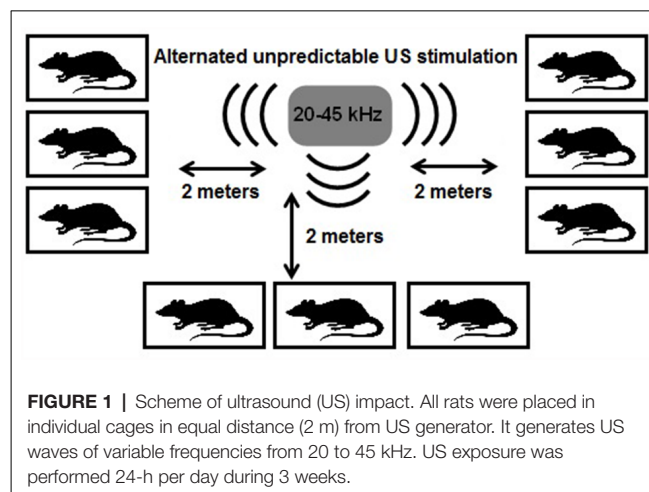 Alternated unpredictable US stimulation
20-45 kHz
2 meters
2 meters
2 meters
FIGURE 1 | Scheme of ultrasound (US) impact. All rats were placed in
individual cages in equal distance (2 m) from US generator. It generates US
waves of variable frequencies from 20 to 45 kHz. US exposure was
performed 24-h per day during 3 weeks.